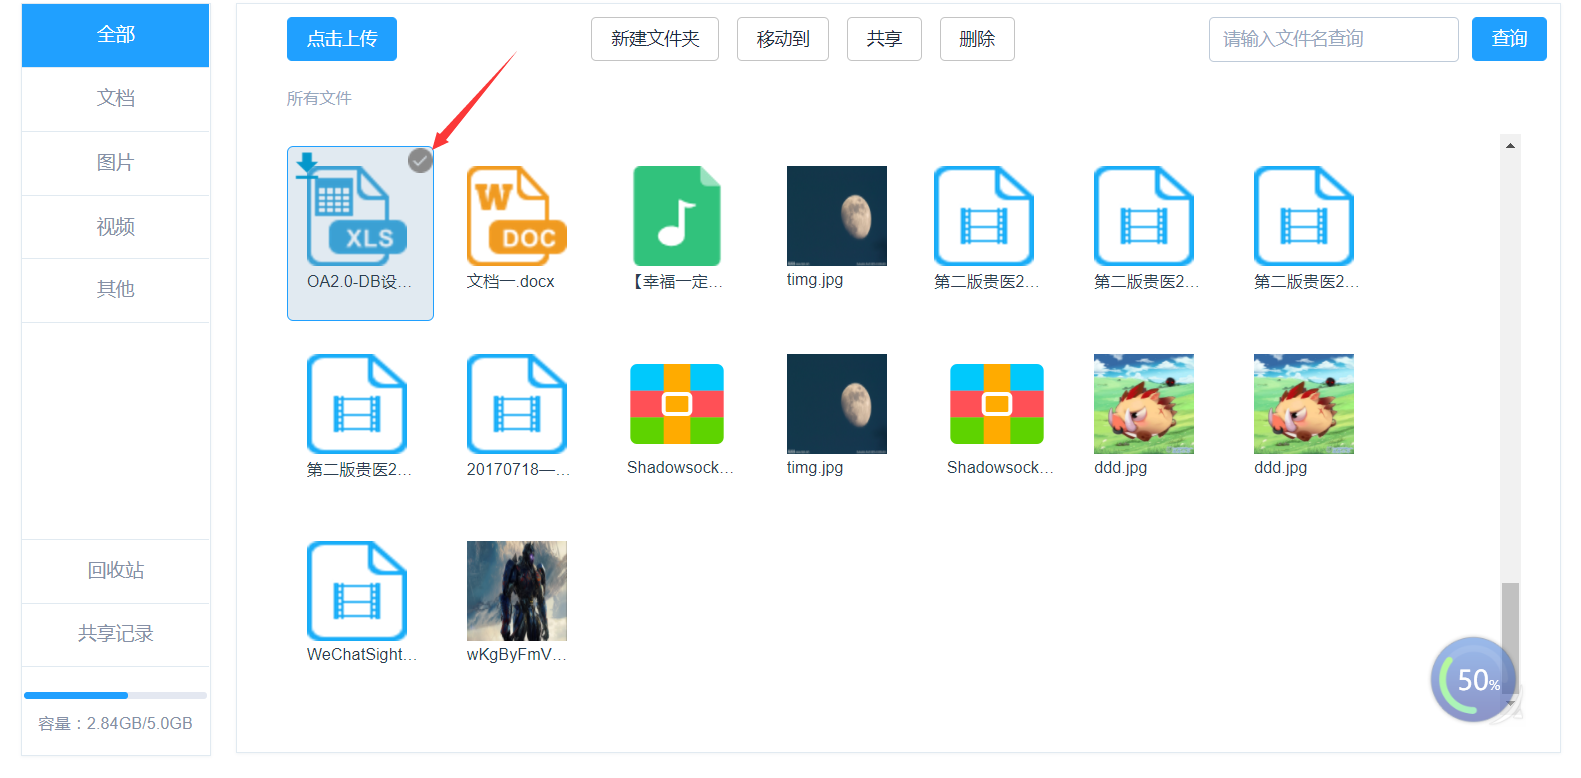 全部
文档
图片
视频
其他
回收站
共享记录
容量：2.84GB/5.0GB
点击上传
新建文件夹
移动到
共享
删除
请输入文件名查询
查询
所有文件
XLS
OA2.0-DB设...
W
DOC
文档一.docx
【幸福一定...
timg.jpg
第二版贵医2...
第二版贵医2...
第二版贵医2...
第二版贵医2...
20170718—...
Shadowsock...
timg.jpg
Shadowsock...
ddd.jpg
ddd.jpg
WeChatSight...
wKgByFmV...
50%